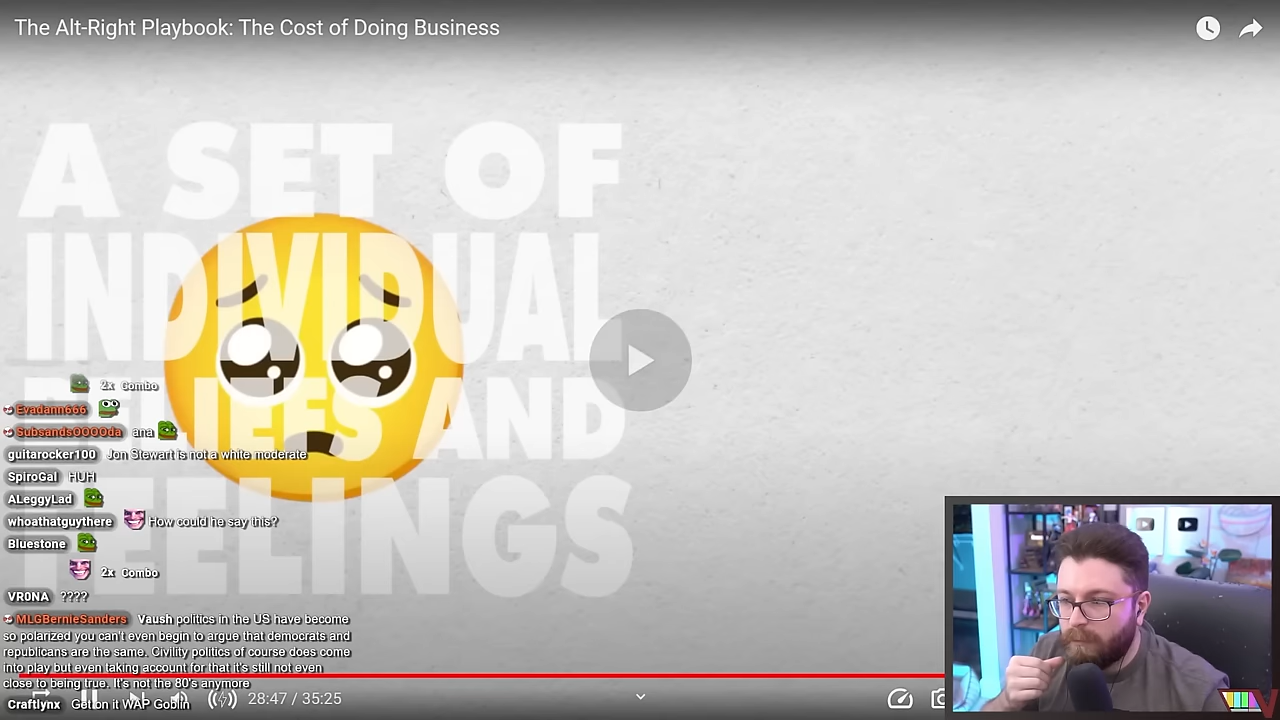 The Alt-Right Playbook: The Cost of Doing Business
A SET OF
INDIVIDUAL
BELIEFS AND
FEELINGS
2x Combo
Evadann666
SubsandsOOOOda ana
guitarocker100 Jon Stewart is not a white moderate
SpiroGal HUH
ALeggyLad
whoathatguythere How could he say this?
Bluestone
2x Combo
VR0NA ????
MLGBernieSanders Vaush politics in the US have become
so polarized you can't even begin to argue that democrats and
republicans are the same. Civility politics of course does come
into play but even taking account for that it's still not even
close to being true. It's not the 80's anymore
Craftlynx Get on it WAP Goblin
28:47 / 35:25